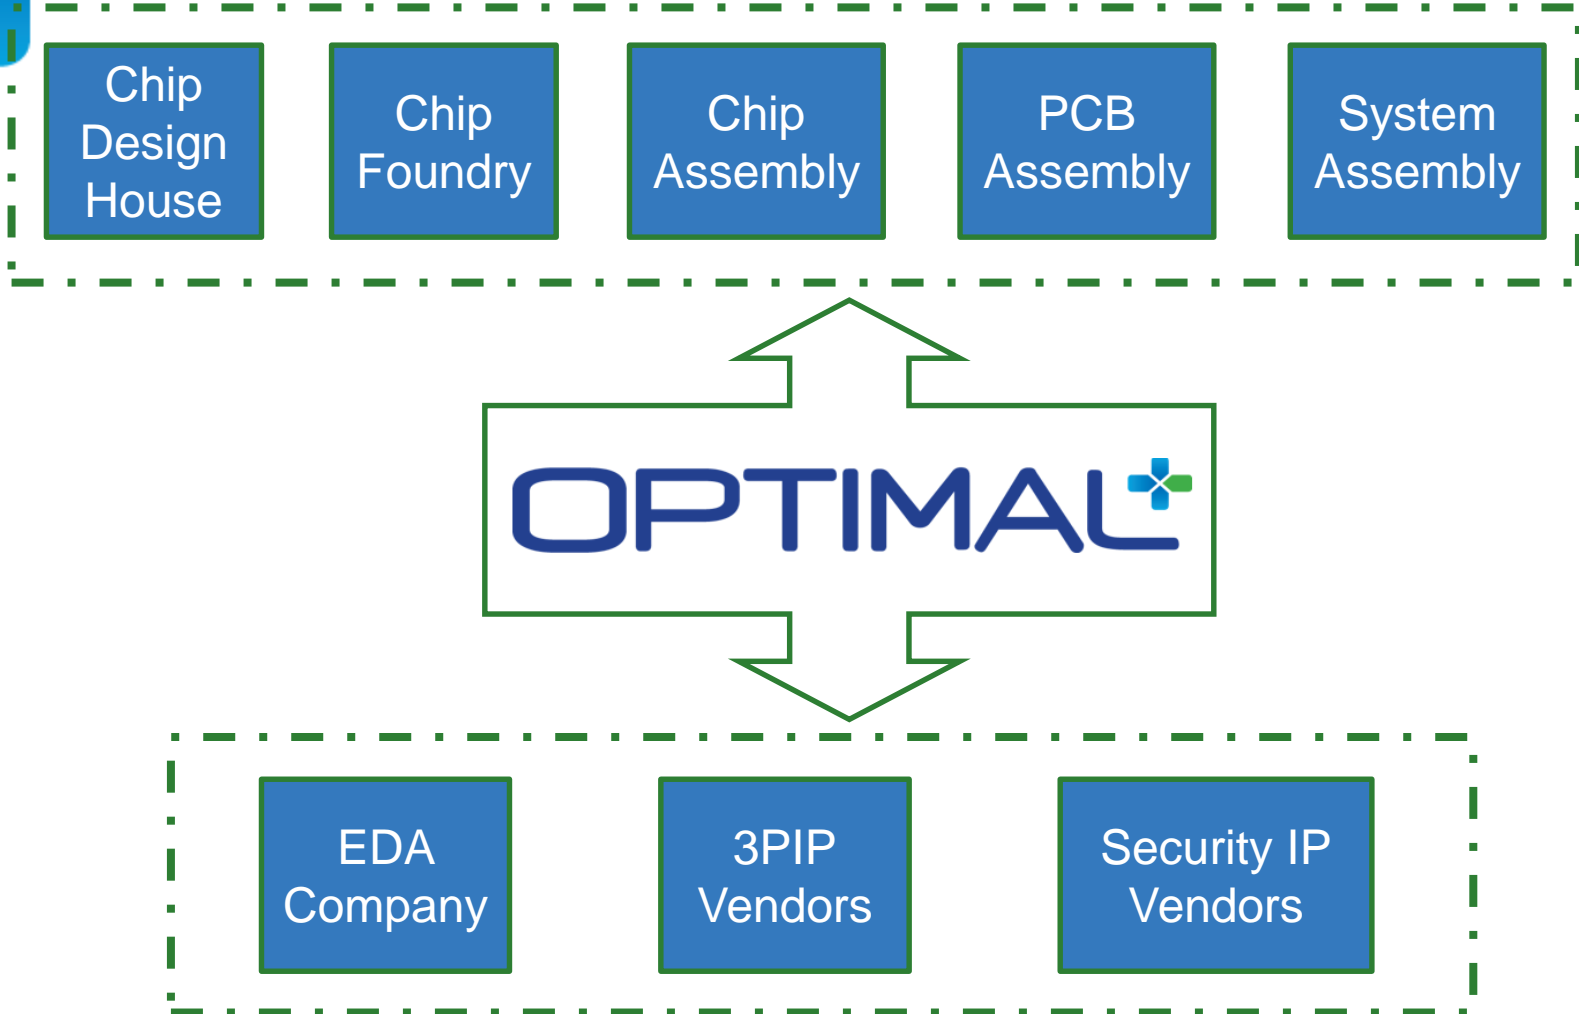 Chip
Design
House
Chip
Foundry
Chip
Assembly
PCB
Assembly
System
Assembly
OPTIMAL+
EDA
Company
3PIP
Vendors
Security IP
Vendors